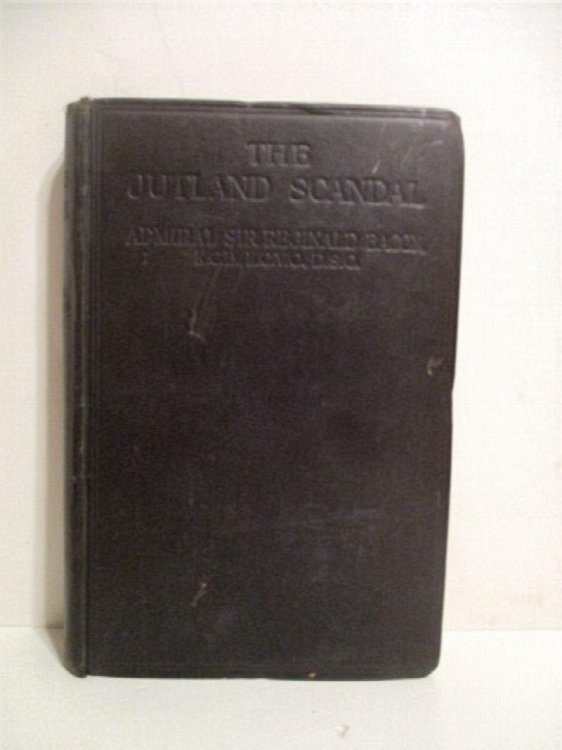 THE
JUTLAND SCANDAL
ADMIRAL SIR REGINALD BACON,
K.C.B., K.C.V.O., D.S.O.